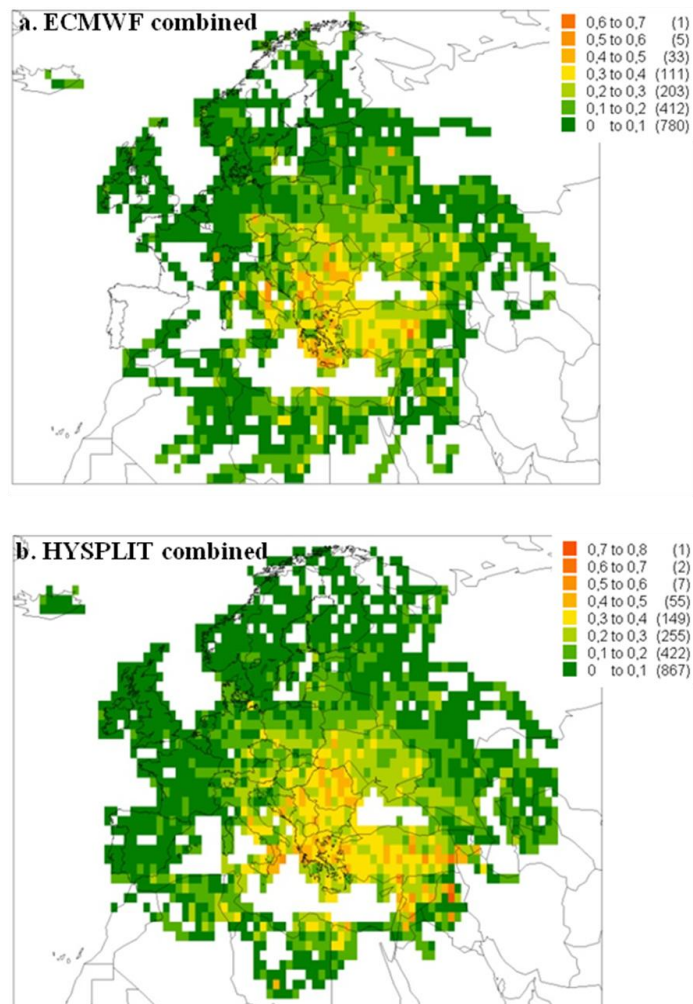 a. ECMWF combined
0,6 to 0,7 (1)
0,5 to 0,6 (5)
0,4 to 0,5 (33)
0,3 to 0,4 (111)
0,2 to 0,3 (203)
0,1 to 0,2 (412)
0 to 0,1 (780)
b. HYSPLIT combined
0,7 to 0,8 (1)
0,6 to 0,7 (2)
0,5 to 0,6 (7)
0,4 to 0,5 (55)
0,3 to 0,4 (149)
0,2 to 0,3 (255)
0,1 to 0,2 (422)
0 to 0,1 (867)